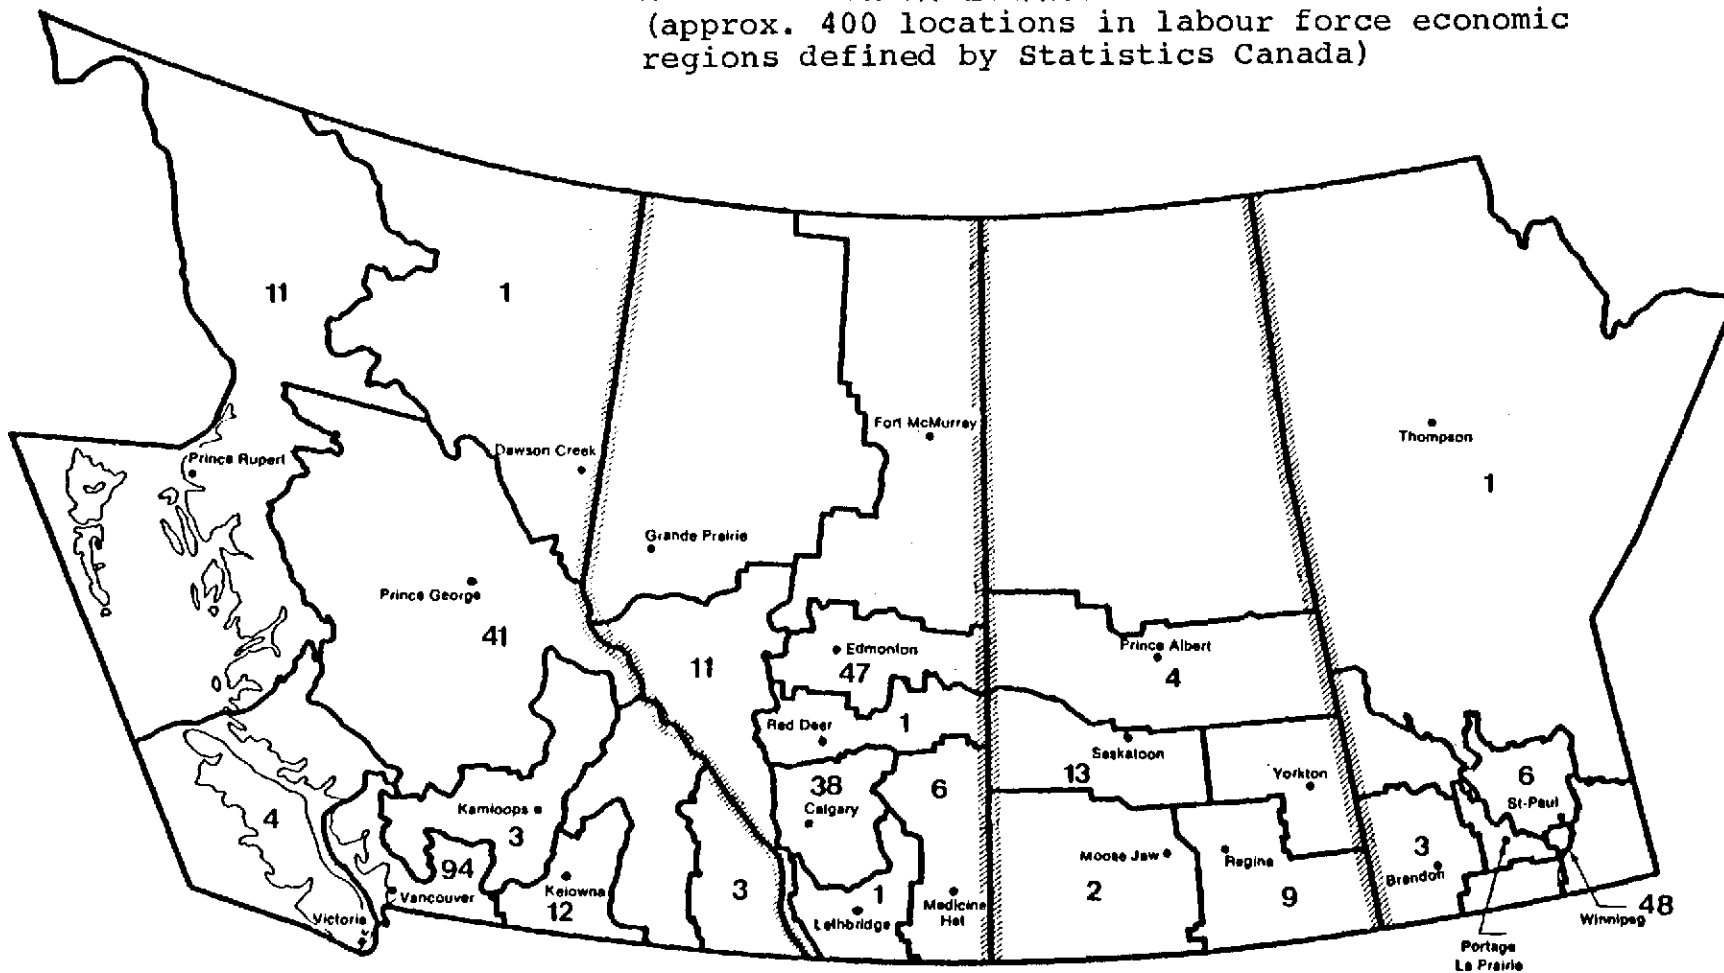 (approx. 400 locations in labour force economic
regions defined by Statistics Canada)
11
1
Fort McMurray
Thompson
Dawson Creek
Prince Rupert
1
Grande Prairie
Prince George
41
11
Edmonton
47
Prince Albert
4
Red Deer
1
Saskatoon
13
Yorkton
6
St-Paul
38
Calgary
6
4
Kamloops
3
94
Vancouver
Kelowna
12
3
1
Lethbridge
Medicine
Hat
Moose Jaw
2
Regina
9
3
Brandon
48
Winnipeg
Victoria
Portage
La Prairie